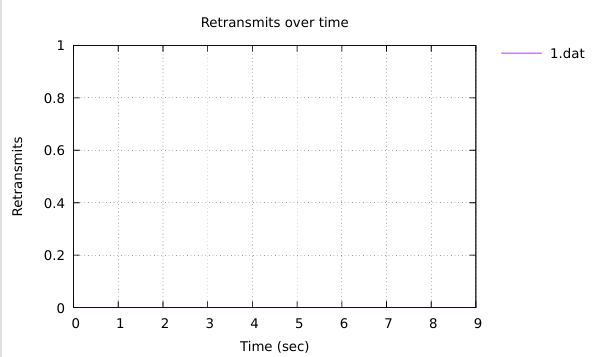 Retransmits over time
1.dat
1
0.8
0.6
0.4
0.2
0
Retransmits
0 1 2 3 4 5 6 7 8 9
Time (sec)